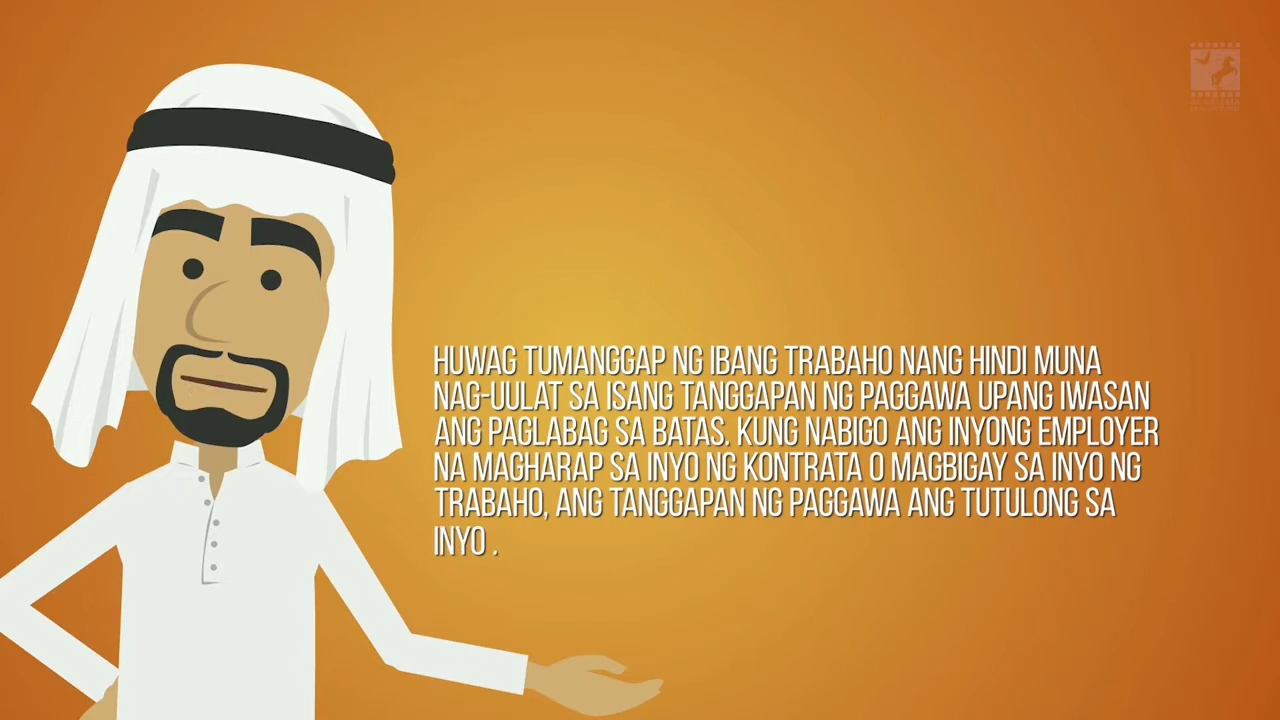 HUWAG TUMANGGAP NG IBANG TRABAHO NANG HINDI MUNA
NAG-UULAT SA ISANG TANGGAPAN NG PAGGAWA UPANG IWASAN
ANG PAGLABAG SA BATAS. KUNG NABIGO ANG INYONG EMPLOYER
NA MAGHARAP SA INYO NG KONTRATA O MAGBIGAY SA INYO NG
TRABAHO, ANG TANGGAPAN NG PAGGAWA ANG TUTULONG SA
INYO .